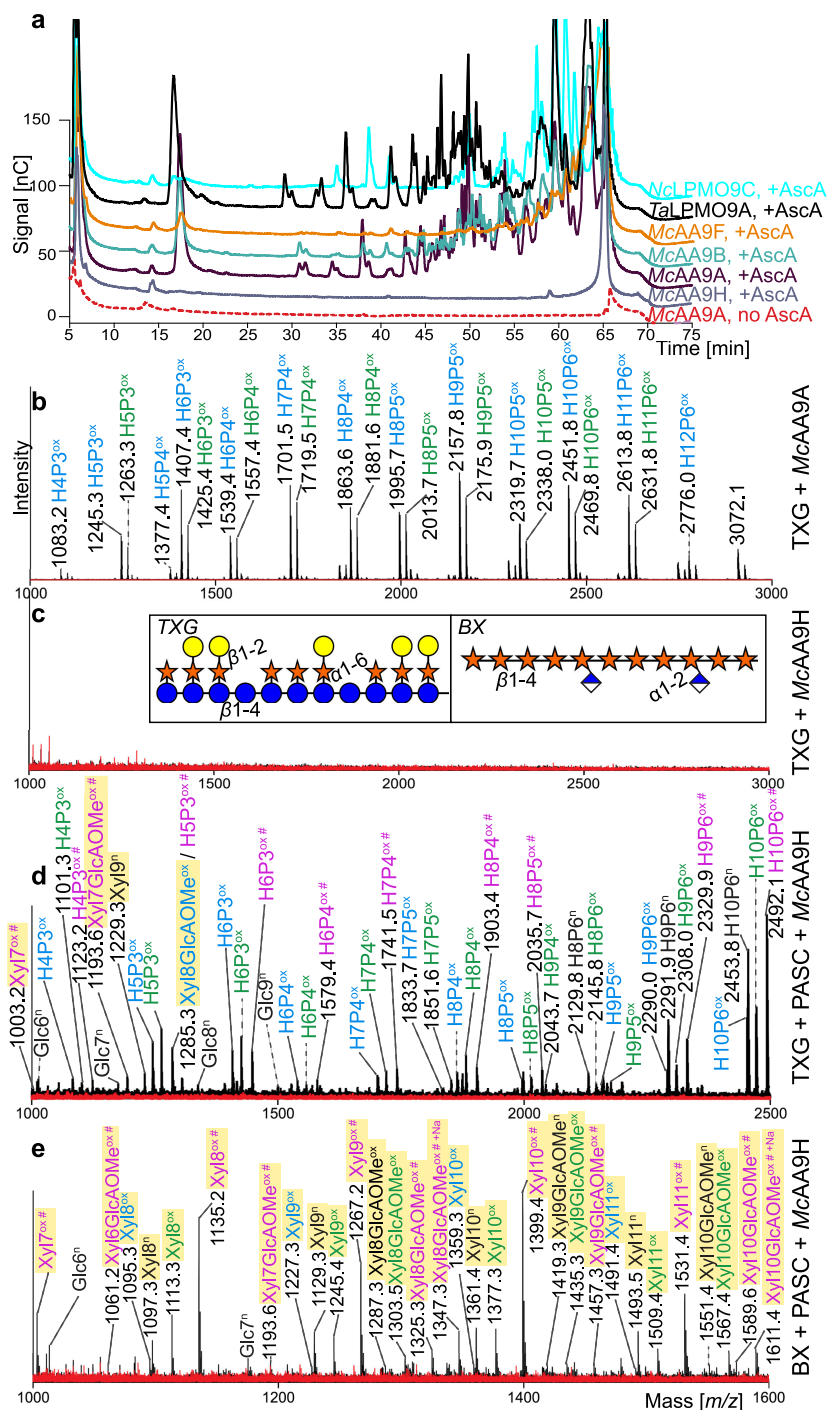 a
Signal [nC]
150
100
50
0
NcLPMO9C, +AscA
TaLPMO9A, +AscA
McAA9F, +AscA
McAA9B, +AscA
McAA9A, +AscA
McAA9H, +AscA
McAA9A, no AscA
5 10 15 20 25 30 35 40 45 50 55 60 65 70 75
Time [min]
b
Intensity
1083.2 H4P3ox
1245.3 H5P3ox
1263.3 H5P3ox
1377.4 H5P4ox
1407.4 H6P3ox
1425.4 H6P3ox
1539.4 H6P4ox
1557.4 H6P4ox
1701.5 H7P4ox
1719.5 H7P4ox
1863.6 H8P4ox
1881.6 H8P4ox
1995.7 H8P5ox
2013.7 H8P5ox
2157.8 H9P5ox
2175.9 H9P5ox
2319.7 H10P5ox
2338.0 H10P5ox
2451.8 H10P6ox
2469.8 H10P6ox
2613.8 H11P6ox
2631.8 H11P6ox
2776.0 H12P6ox
3072.1
1000 1500 2000 2500 3000
TXG + McAA9A
c
TXG
β1-2
α1-6
β1-4
BX
β1-4
α1-2
1000 1500 2000 2500 3000
TXG + McAA9H
d
1003.2 Xyl7ox #
Glc6n
H4P3ox
1101.3 H4P3ox
1123.2 H4P3ox #
Glc7n
1193.6 Xyl7GlcAOMeox #
1229.3 Xyl9n
H5P3ox
H5P3ox
1285.3 Xyl8GlcAOMeox / H5P3ox #
Glc8n
H6P3ox
H6P3ox
H6P3ox #
Glc9n
H6P4ox
H6P4ox
1579.4 H6P4ox #
H7P4ox
H7P4ox
1741.5 H7P4ox #
1833.7 H7P5ox
1851.6 H7P5ox
H8P4ox
H8P4ox
1903.4 H8P4ox #
H8P5ox
H8P5ox
2035.7 H8P5ox #
2043.7 H9P4ox
2129.8 H8P6n
2145.8 H8P6ox
H9P5ox
H9P5ox
2290.0 H9P6ox
2291.9 H9P6n
2308.0 H9P6ox
2329.9 H9P6ox #
H10P6ox
2453.8 H10P6n
H10P6ox
2492.1 H10P6ox #
1000 1500 2000 2500
TXG + PASC + McAA9H
e
Xyl7ox #
Glc6n
1061.2 Xyl6GlcAOMeox #
1095.3 Xyl8ox
1097.3 Xyl8n
1113.3 Xyl8ox
1135.2 Xyl8ox #
Glc7n
1193.6 Xyl7GlcAOMeox #
1227.3 Xyl9ox
1129.3 Xyl9n
1245.4 Xyl9ox
1267.2 Xyl9ox #
1287.3 Xyl8GlcAOMeox
1303.5 Xyl8GlcAOMeox
1325.3 Xyl8GlcAOMeox #
1347.3 Xyl8GlcAOMeox # +Na
1359.3 Xyl10ox
1361.4 Xyl10n
1377.3 Xyl10ox
1399.4 Xyl10ox #
1419.3 Xyl9GlcAOMeox
1435.3 Xyl9GlcAOMeox
1457.3 Xyl9GlcAOMeox #
1491.4 Xyl11ox
1493.5 Xyl11n
1509.4 Xyl11ox
1531.4 Xyl11ox #
1551.4 Xyl10GlcAOMen
1567.4 Xyl10GlcAOMeox
1589.6 Xyl10GlcAOMeox #
1611.4 Xyl10GlcAOMeox # +Na
1000 1200 1400 1600
Mass [m/z]
BX + PASC + McAA9H